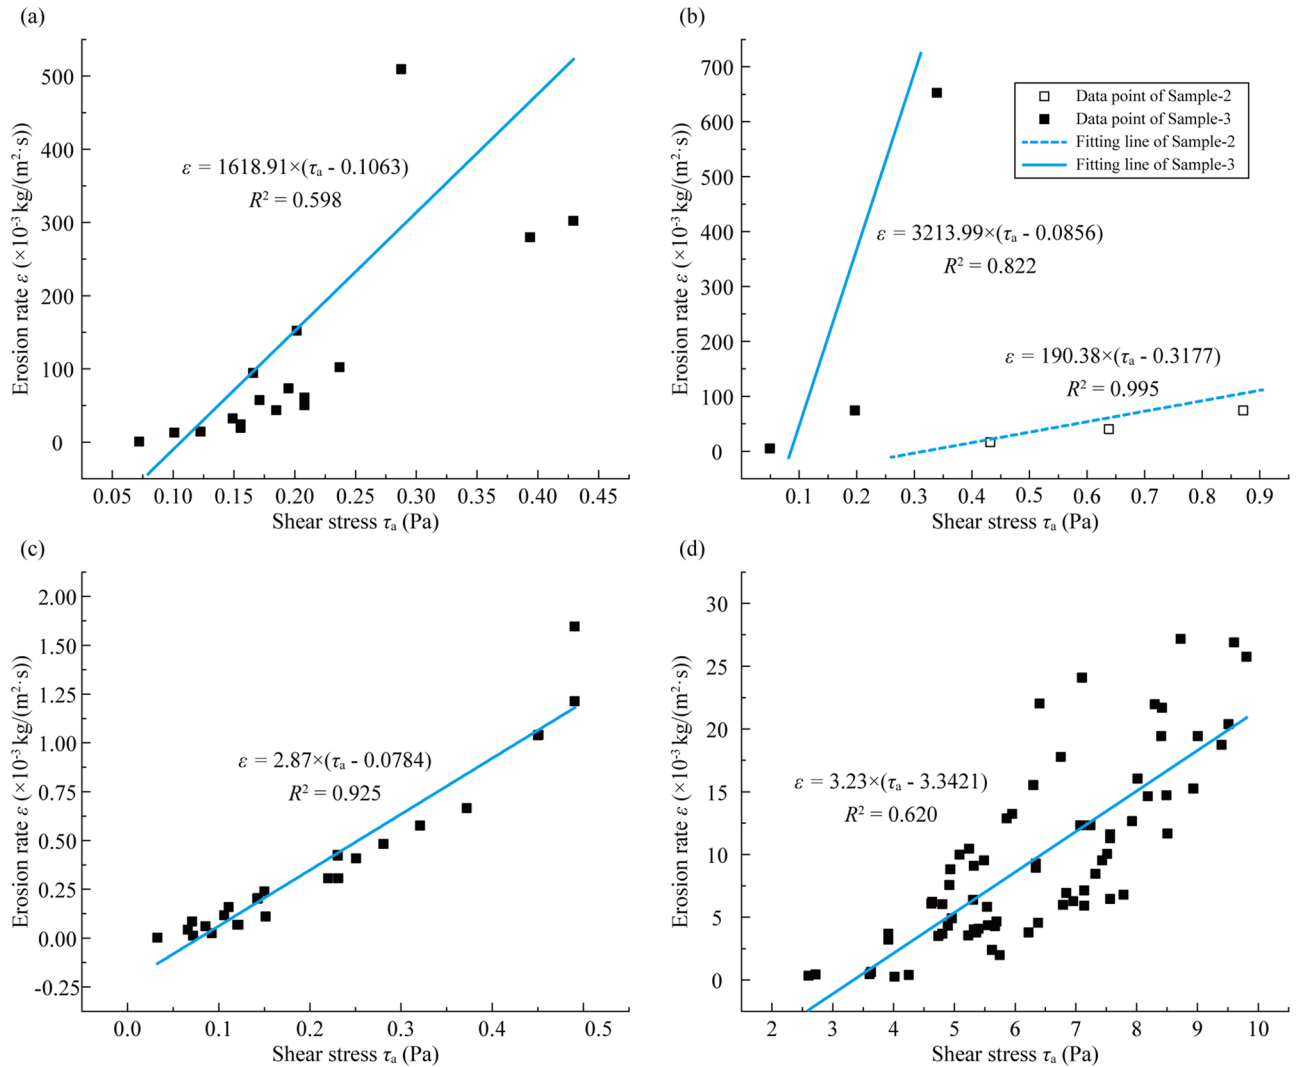 (a)
Erosion rate ε (×10⁻³ kg/(m²·s))
500
400
300
200
100
0
ε = 1618.91×(τₐ - 0.1063)
R² = 0.598
0.05 0.10 0.15 0.20 0.25 0.30 0.35 0.40 0.45
Shear stress τₐ (Pa)
(b)
Erosion rate ε (×10⁻³ kg/(m²·s))
700
600
500
400
300
200
100
0
Data point of Sample-2
Data point of Sample-3
Fitting line of Sample-2
Fitting line of Sample-3
ε = 3213.99×(τₐ - 0.0856)
R² = 0.822
ε = 190.38×(τₐ - 0.3177)
R² = 0.995
0.1 0.2 0.3 0.4 0.5 0.6 0.7 0.8 0.9
Shear stress τₐ (Pa)
(c)
Erosion rate ε (×10⁻³ kg/(m²·s))
2.00
1.50
1.25
1.00
0.75
0.50
0.25
0.00
-0.25
ε = 2.87×(τₐ - 0.0784)
R² = 0.925
0.0 0.1 0.2 0.3 0.4 0.5
Shear stress τₐ (Pa)
(d)
Erosion rate ε (×10⁻³ kg/(m²·s))
30
25
20
15
10
5
0
ε = 3.23×(τₐ - 3.3421)
R² = 0.620
2 3 4 5 6 7 8 9 10
Shear stress τₐ (Pa)